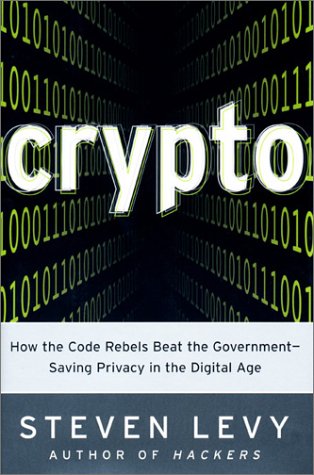 crypto
How the Code Rebels Beat the Government—
Saving Privacy in the Digital Age
STEVEN LEVY
AUTHOR OF HACKERS